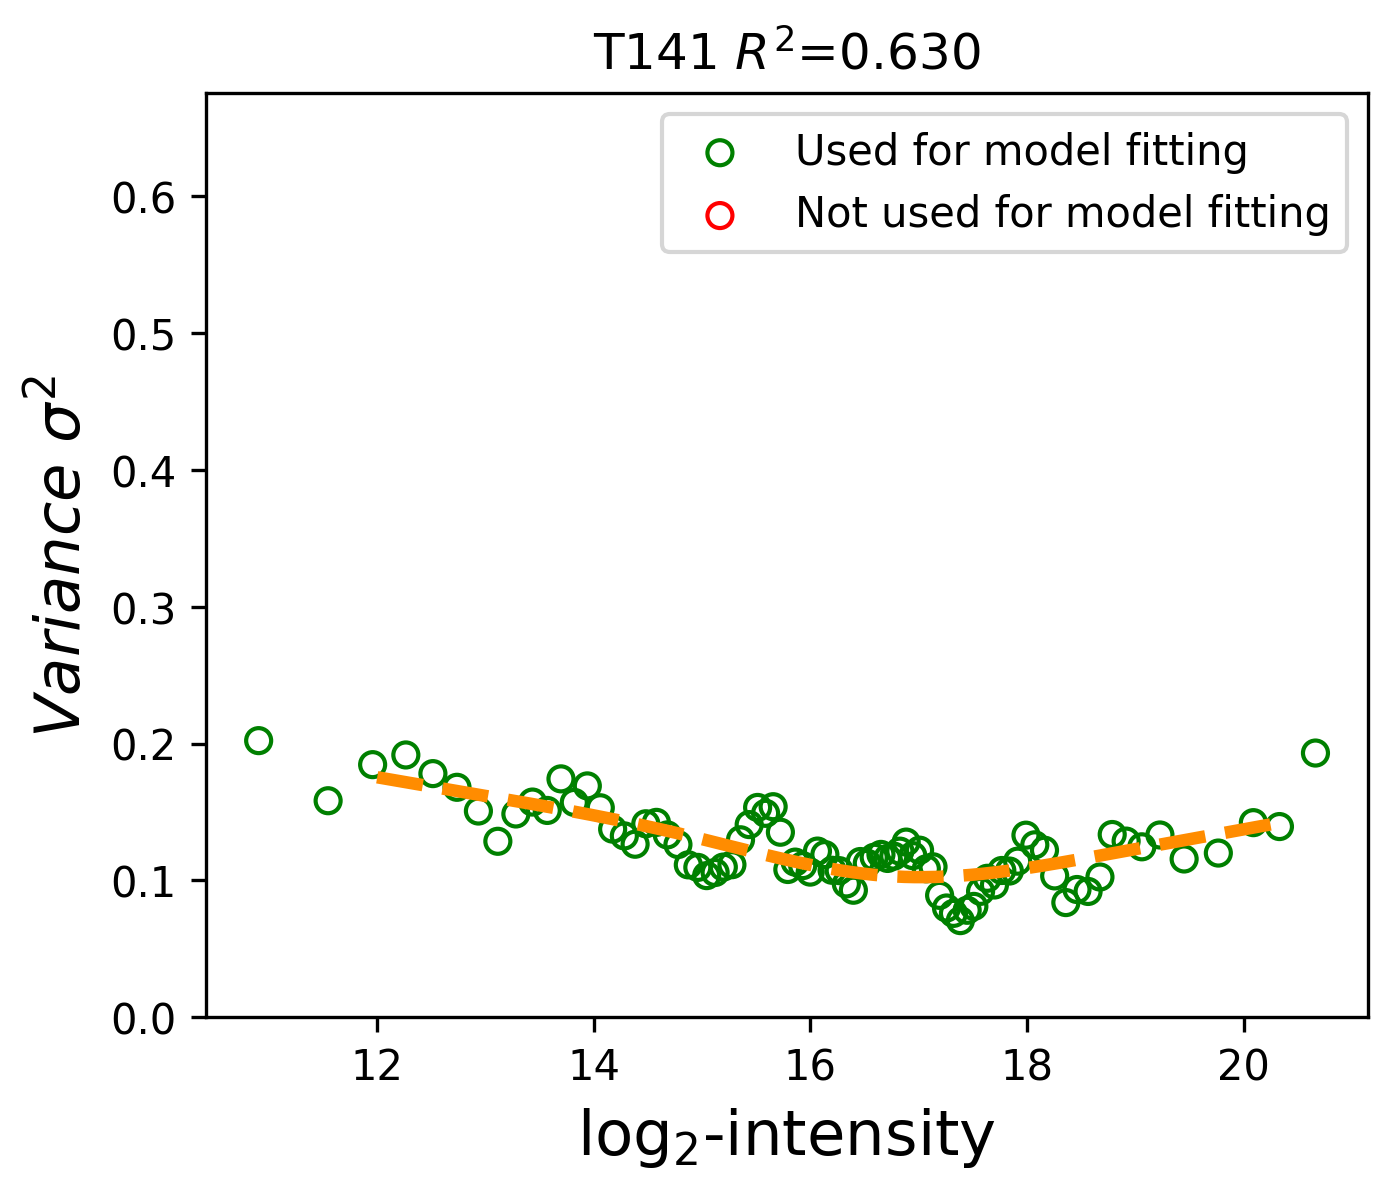 T141 R²=0.630
Used for model fitting
Not used for model fitting
Variance σ²
0.6
0.5
0.4
0.3
0.2
0.1
0.0
12 14 16 18 20
log₂-intensity